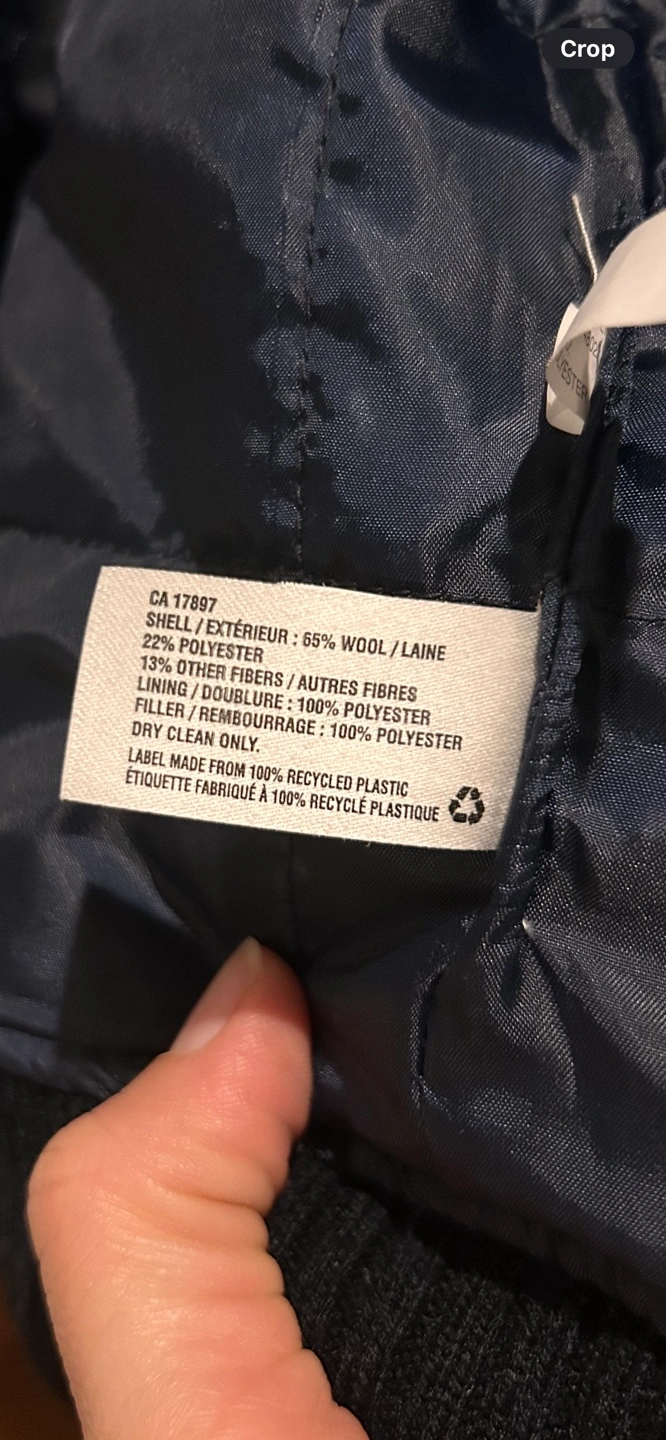 Crop
CA 17897
SHELL / EXTÉRIEUR : 65% WOOL / LAINE
22% POLYESTER
13% OTHER FIBERS / AUTRES FIBRES
LINING / DOUBLURE : 100% POLYESTER
FILLER / REMBOURRAGE : 100% POLYESTER
DRY CLEAN ONLY.
LABEL MADE FROM 100% RECYCLED PLASTIC
ÉTIQUETTE FABRIQUÉ À 100% RECYCLÉ PLASTIQUE